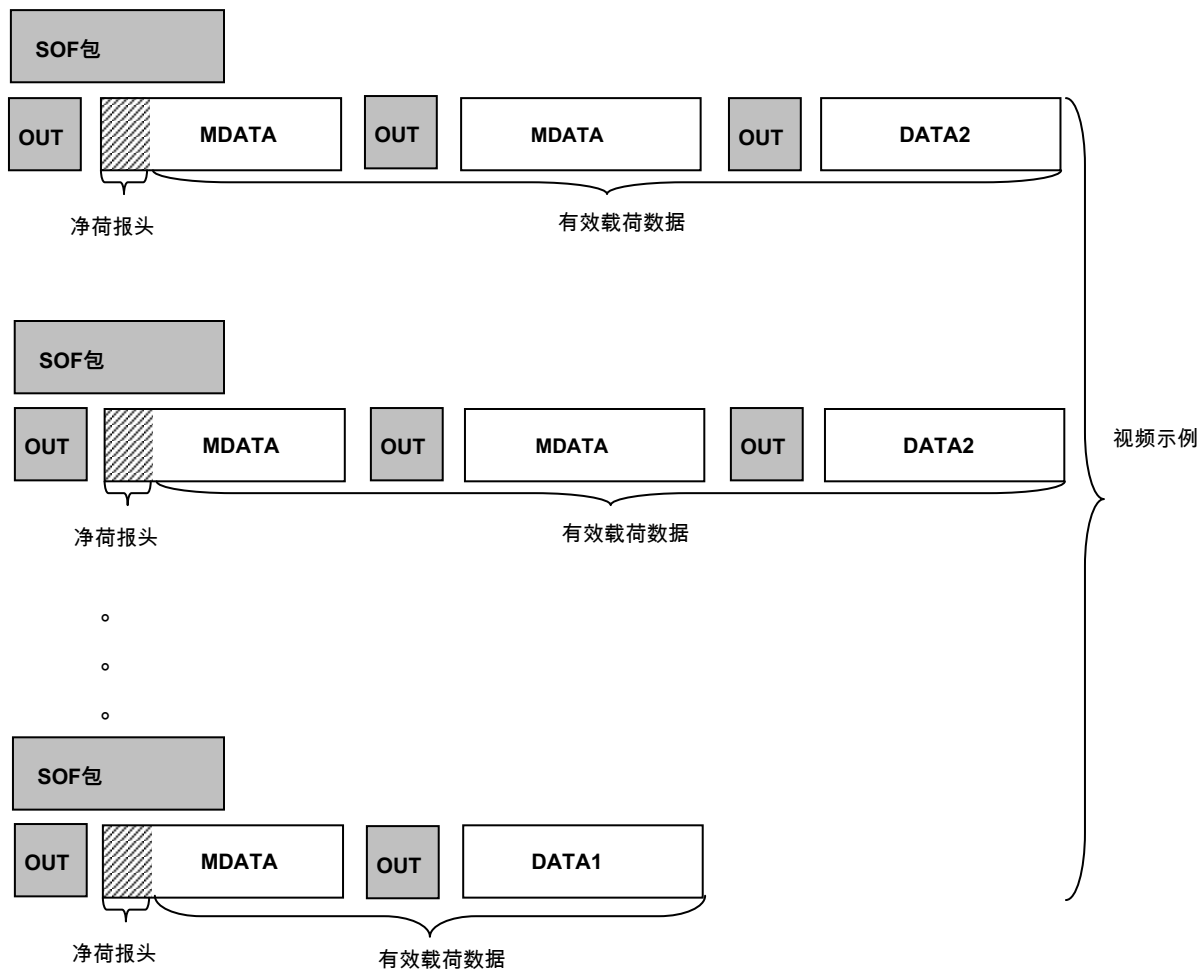 SOF包
OUT MDATA OUT MDATA OUT DATA2
净荷报头 有效载荷数据
SOF包
OUT MDATA OUT MDATA OUT DATA2
视频示例
净荷报头 有效载荷数据
。
。
。
SOF包
OUT MDATA OUT DATA1
净荷报头 有效载荷数据